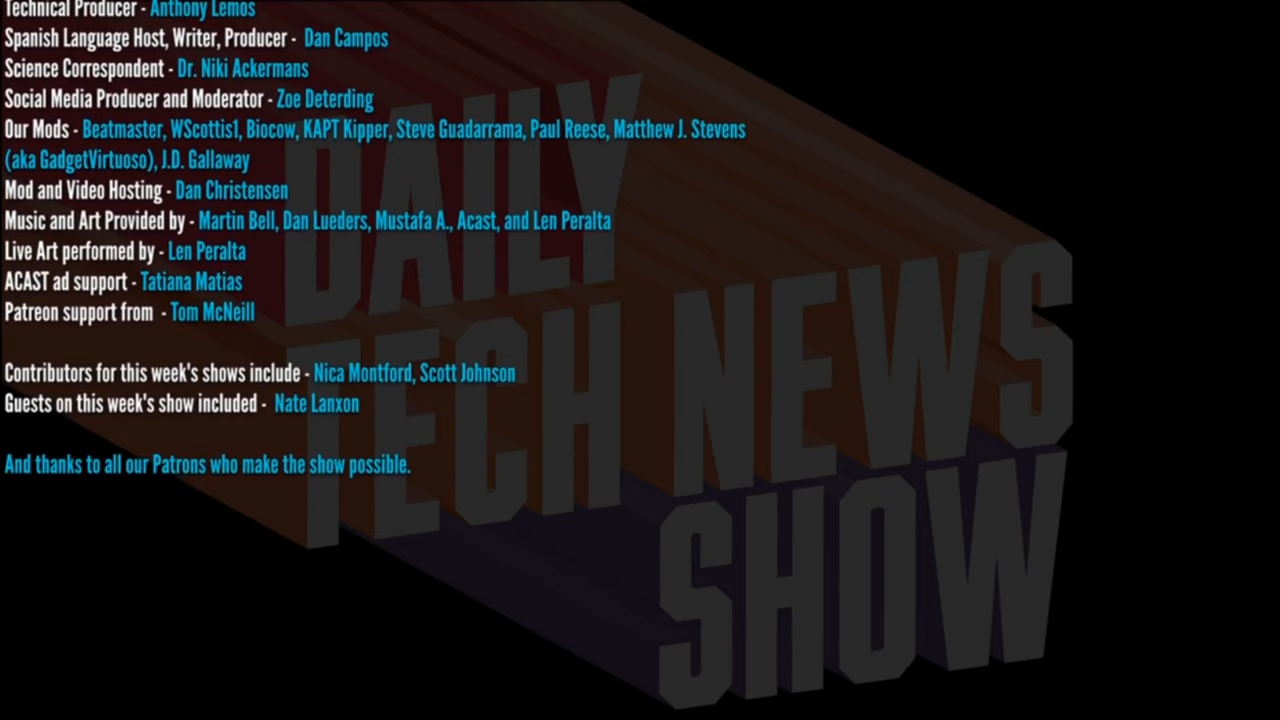 Technical Producer - Anthony Lemos
Spanish Language Host, Writer, Producer - Dan Campos
Science Correspondent - Dr. Niki Ackermans
Social Media Producer and Moderator - Zoe Deterding
Our Mods - Beatmaster, WScottis1, Biocow, KAPT Kipper, Steve Guadarrama, Paul Reese, Matthew J. Stevens
(aka GadgetVirtuoso), J.D. Gallaway
Mod and Video Hosting - Dan Christensen
Music and Art Provided by - Martin Bell, Dan Lueders, Mustafa A., Acast, and Len Peralta
Live Art performed by - Len Peralta
ACAST ad support - Tatiana Matias
Patreon support from - Tom McNeill
Contributors for this week's shows include - Nica Montford, Scott Johnson
Guests on this week's show included - Nate Lanxon
And thanks to all our Patrons who make the show possible.
DAILY
TECH NEWS
SHOW